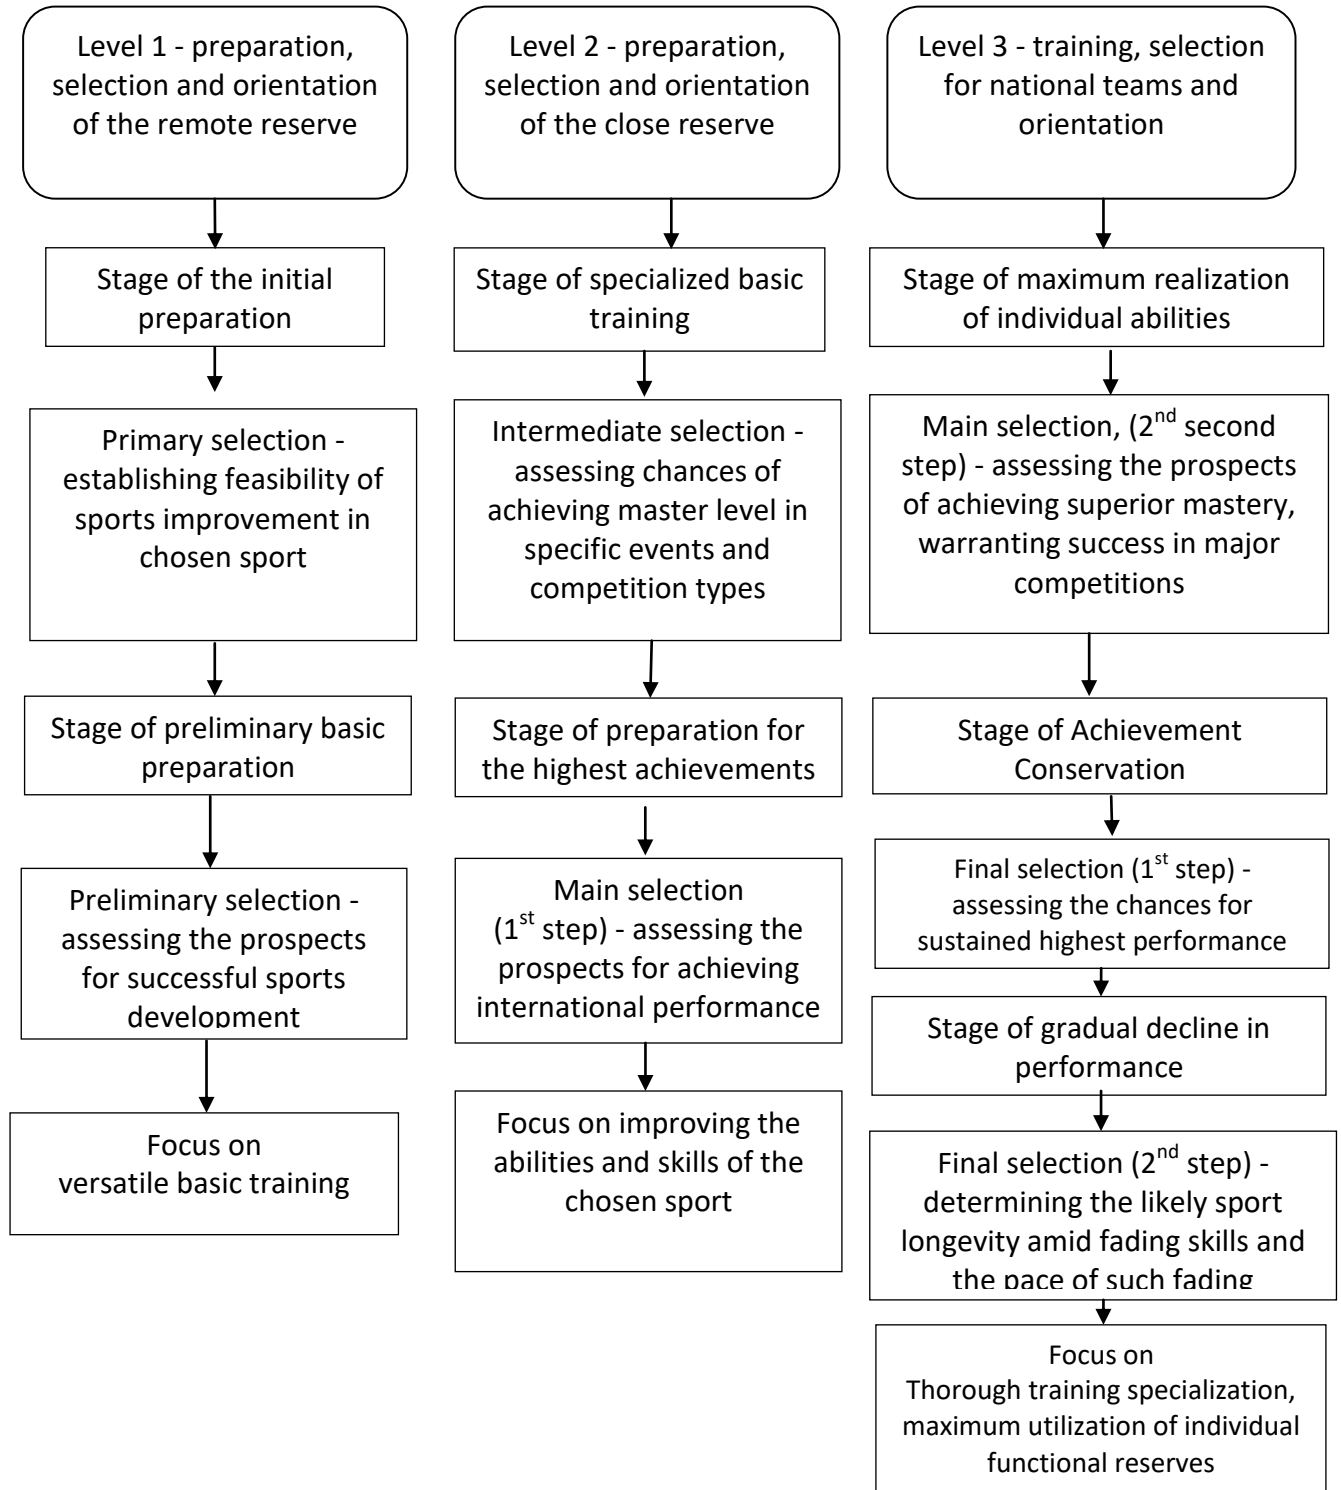 Level 1 - preparation,
selection and orientation
of the remote reserve
Stage of the initial
preparation
Primary selection -
establishing feasibility of
sports improvement in
chosen sport
Stage of preliminary basic
preparation
Preliminary selection -
assessing the prospects
for successful sports
development
Focus on
versatile basic training
Level 2 - preparation,
selection and orientation
of the close reserve
Stage of specialized basic
training
Intermediate selection -
assessing chances of
achieving master level in
specific events and
competition types
Stage of preparation for
the highest achievements
Main selection
(1st step) - assessing the
prospects for achieving
international performance
Focus on improving the
abilities and skills of the
chosen sport
Level 3 - training, selection
for national teams and
orientation
Stage of maximum realization
of individual abilities
Main selection, (2nd second
step) - assessing the prospects
of achieving superior mastery,
warranting success in major
competitions
Stage of Achievement
Conservation
Final selection (1st step) -
assessing the chances for
sustained highest performance
Stage of gradual decline in
performance
Final selection (2nd step) -
determining the likely sport
longevity amid fading skills and
the pace of such fading
Focus on
Thorough training specialization,
maximum utilization of individual
functional reserves